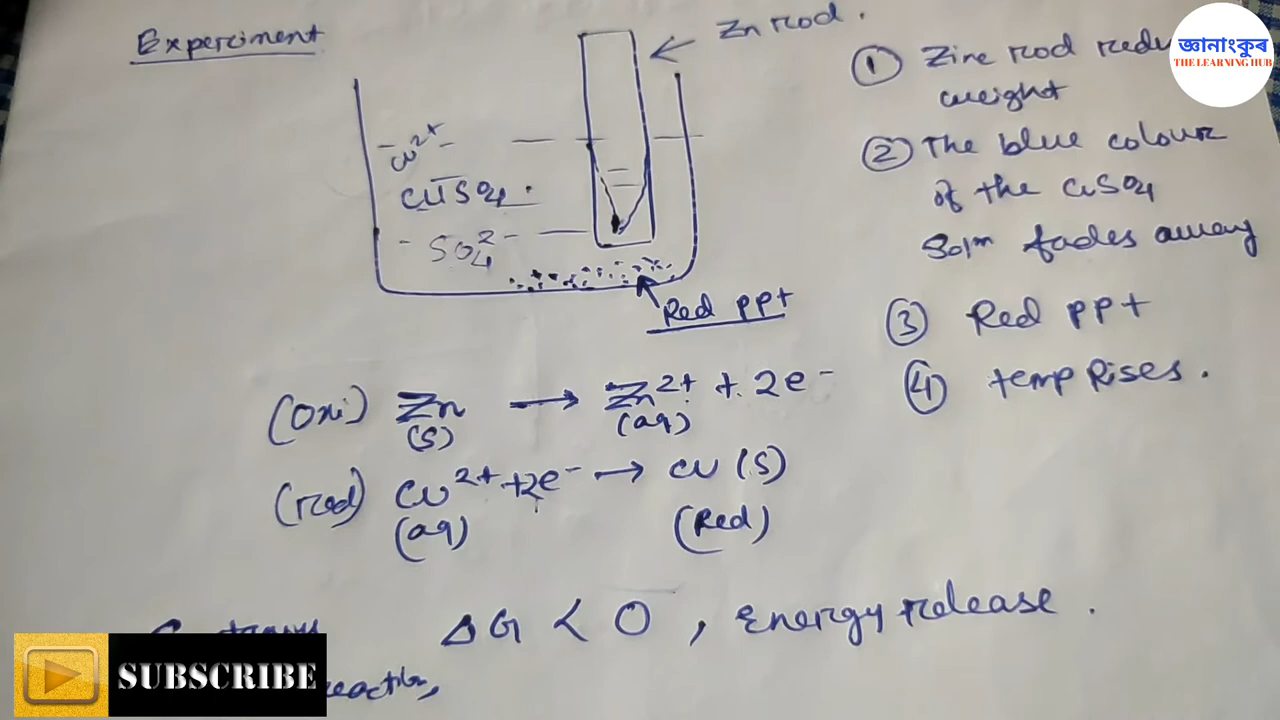 Experiment
Zn rod.
Cu²⁺
CuSO₄.
SO₄²⁻
Red ppt
① Zinc rod
weight
② The blue colour
of the CuSO₄
Solⁿ fades away
③ Red ppt
④ temp Rises.
(Oxi) Zn → Zn²⁺ + 2e⁻
(s) (aq)
(red) Cu²⁺ + 2e⁻ → Cu (s)
(aq) (Red)
ΔG < 0, Energy release.
reaction,
জ্ঞানাংকুৰ
THE LEARNING HUB
SUBSCRIBE